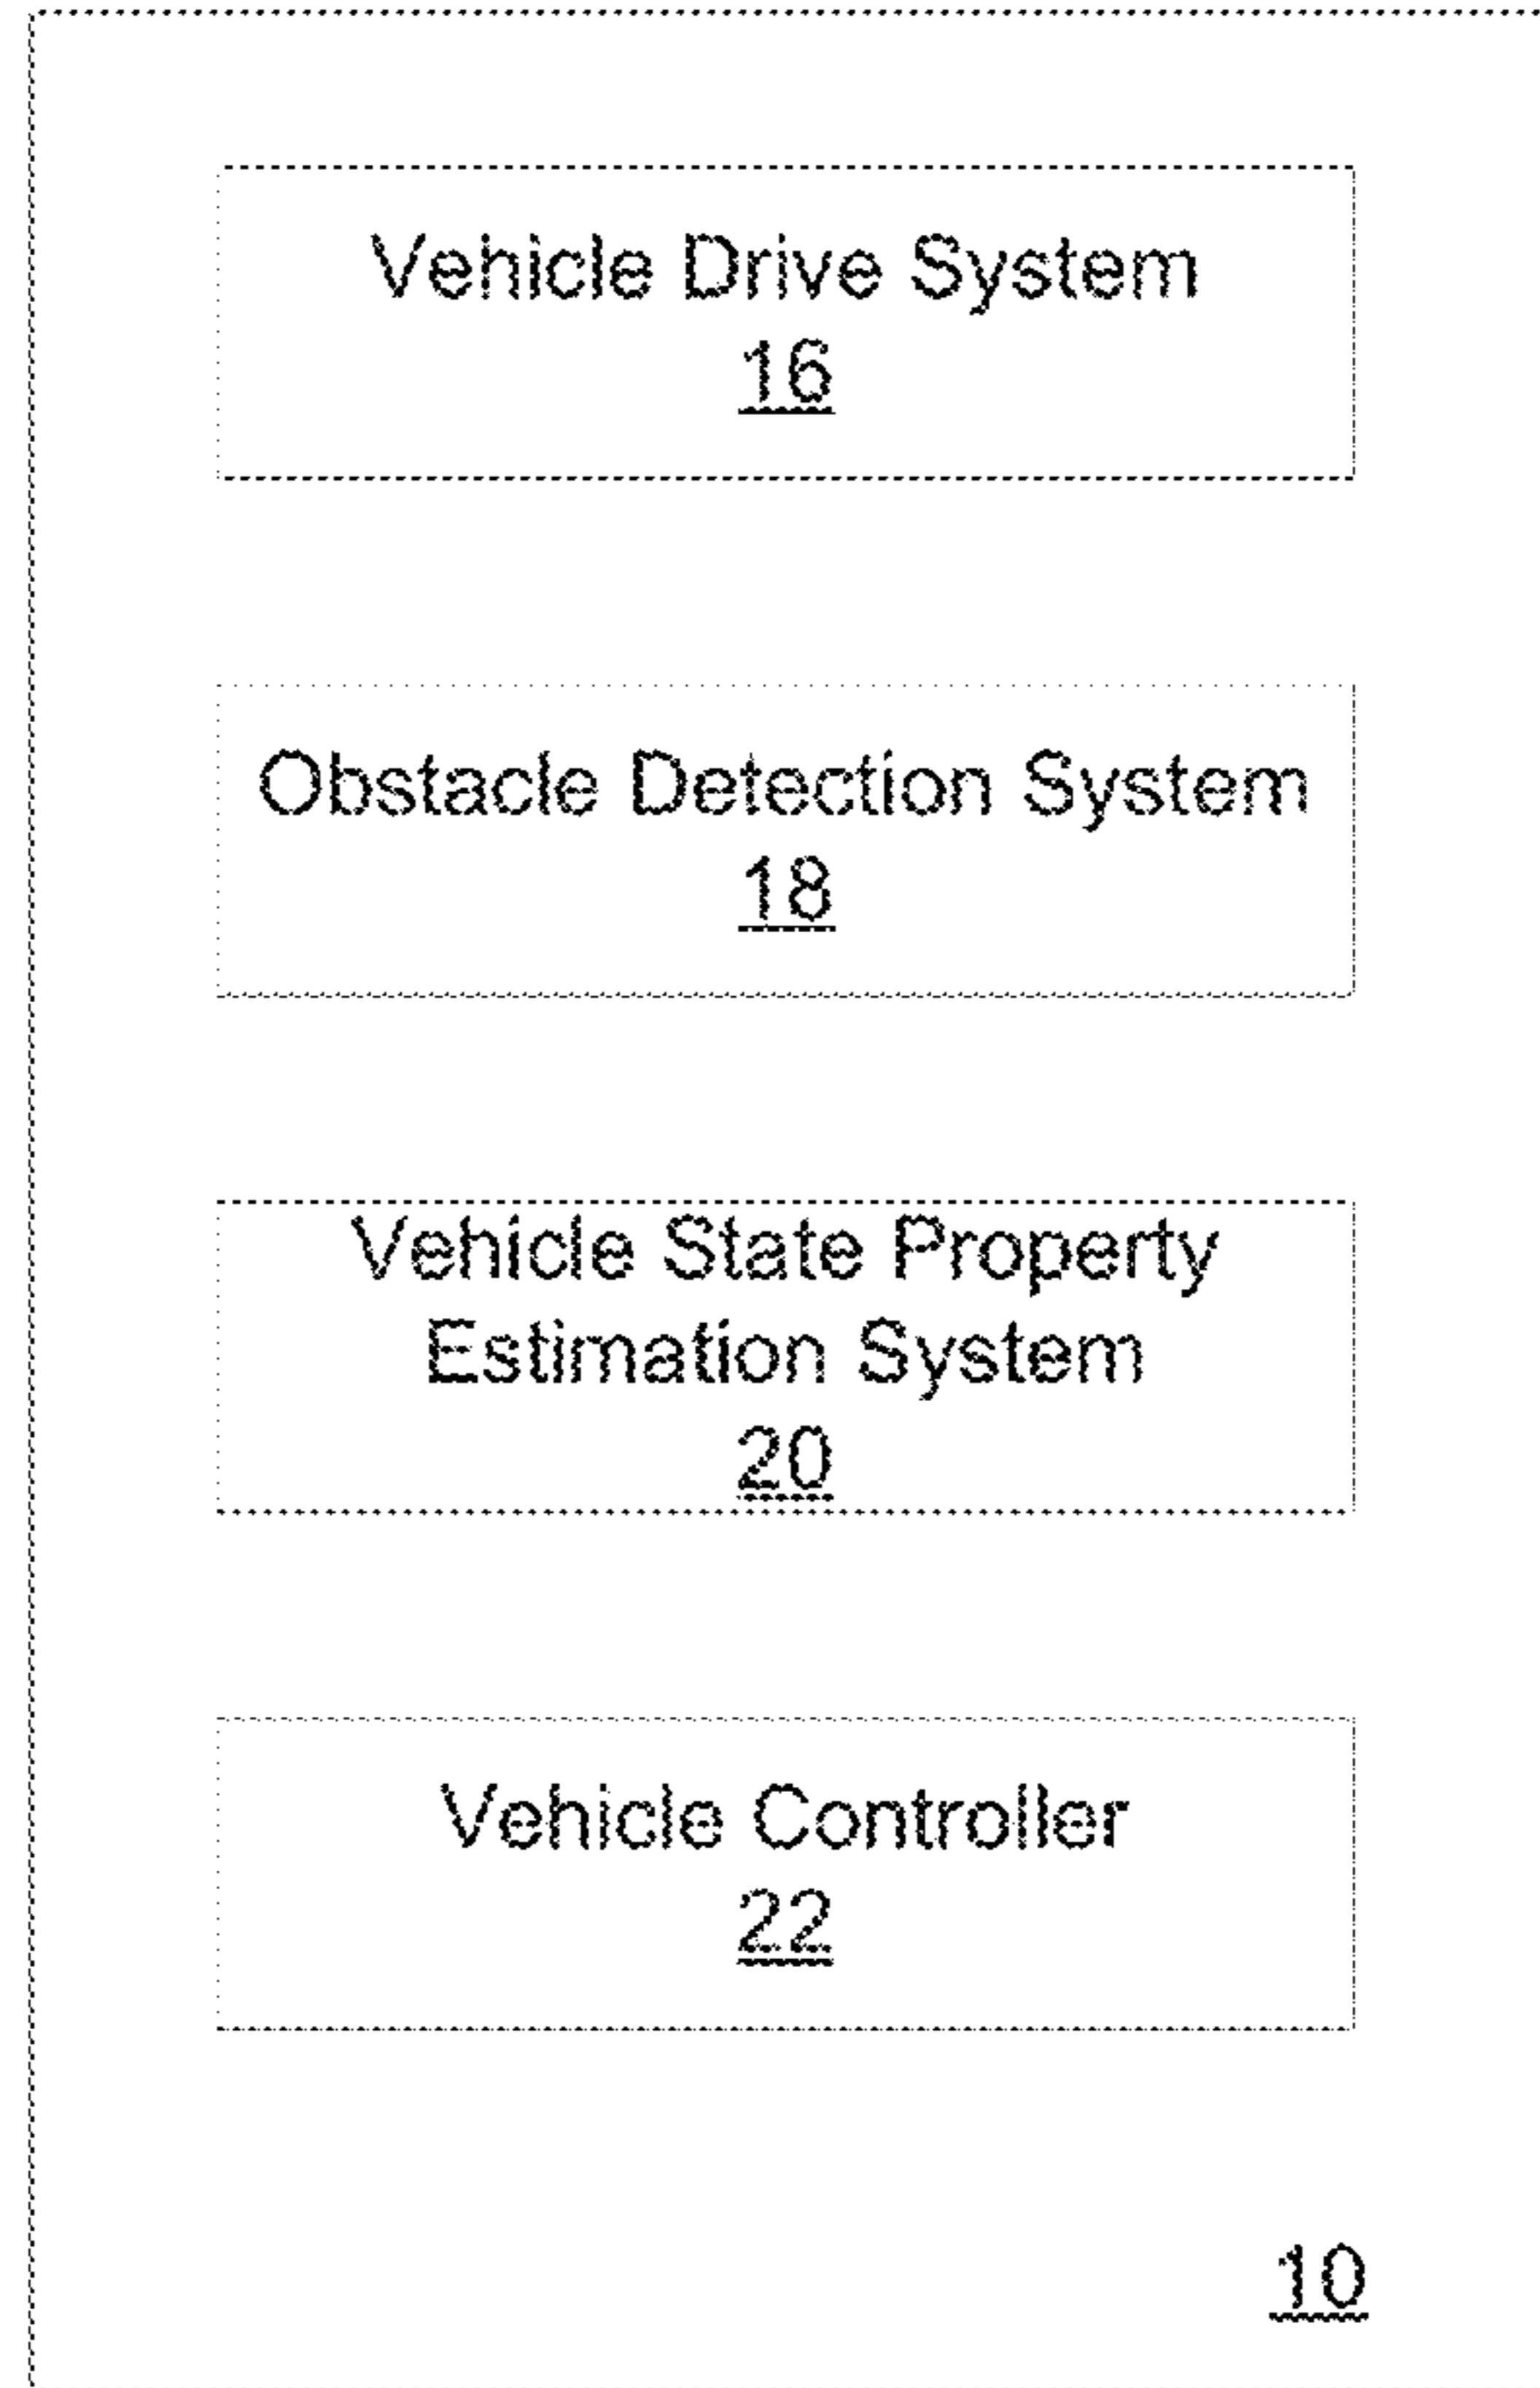 Vehicle Drive System
16
Obstacle Detection System
18
Vehicle State Property
Estimation System
20
Vehicle Controller
22
10